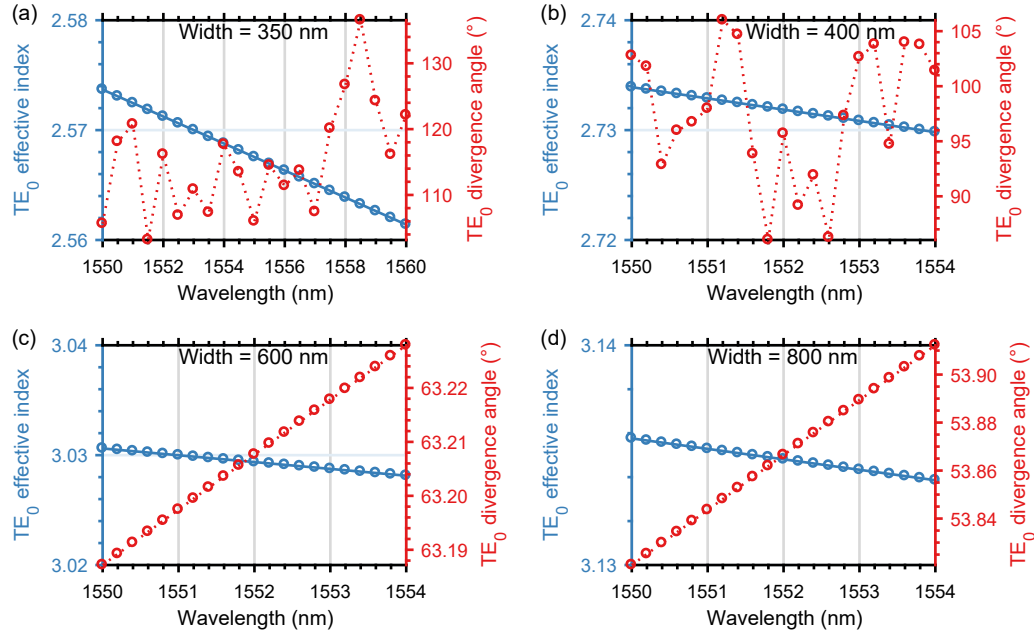 (a)
Width = 350 nm
2.58
2.57
2.56
TE0 effective index
130
120
110
TE0 divergence angle (°)
1550 1552 1554 1556 1558 1560
Wavelength (nm)
(b)
Width = 400 nm
2.74
2.73
2.72
TE0 effective index
105
100
95
90
TE0 divergence angle (°)
1550 1551 1552 1553 1554
Wavelength (nm)
(c)
Width = 600 nm
3.04
3.03
3.02
TE0 effective index
63.22
63.21
63.20
63.19
TE0 divergence angle (°)
1550 1551 1552 1553 1554
Wavelength (nm)
(d)
Width = 800 nm
3.14
3.13
TE0 effective index
53.90
53.88
53.86
53.84
TE0 divergence angle (°)
1550 1551 1552 1553 1554
Wavelength (nm)